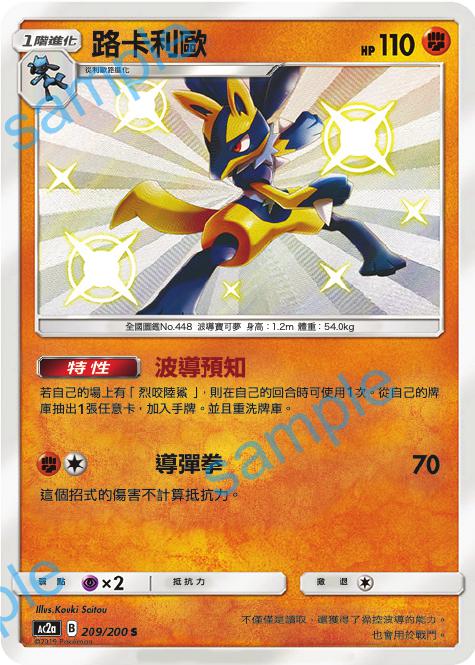 1階進化 路卡利歐 HP 110
從利歐路進化
全國圖鑑No.448 波導寶可夢 身高:1.2m 體重:54.0kg
特性 波導預知
若自己的場上有「烈咬陸鯊」,則在自己的回合時可使用1次。從自己的牌
庫抽出1張任意卡,加入手牌。並且重洗牌庫。
導彈拳 70
這個招式的傷害不計算抵抗力。
弱點 ×2 抵抗力 撤退
Illus.Kouki Saitou
不僅僅是讀取,還獲得了操控波導的能力。
AC2a B 209/200 S
也會用於戰鬥。
©2019 Pokémon
sample
sample
sample